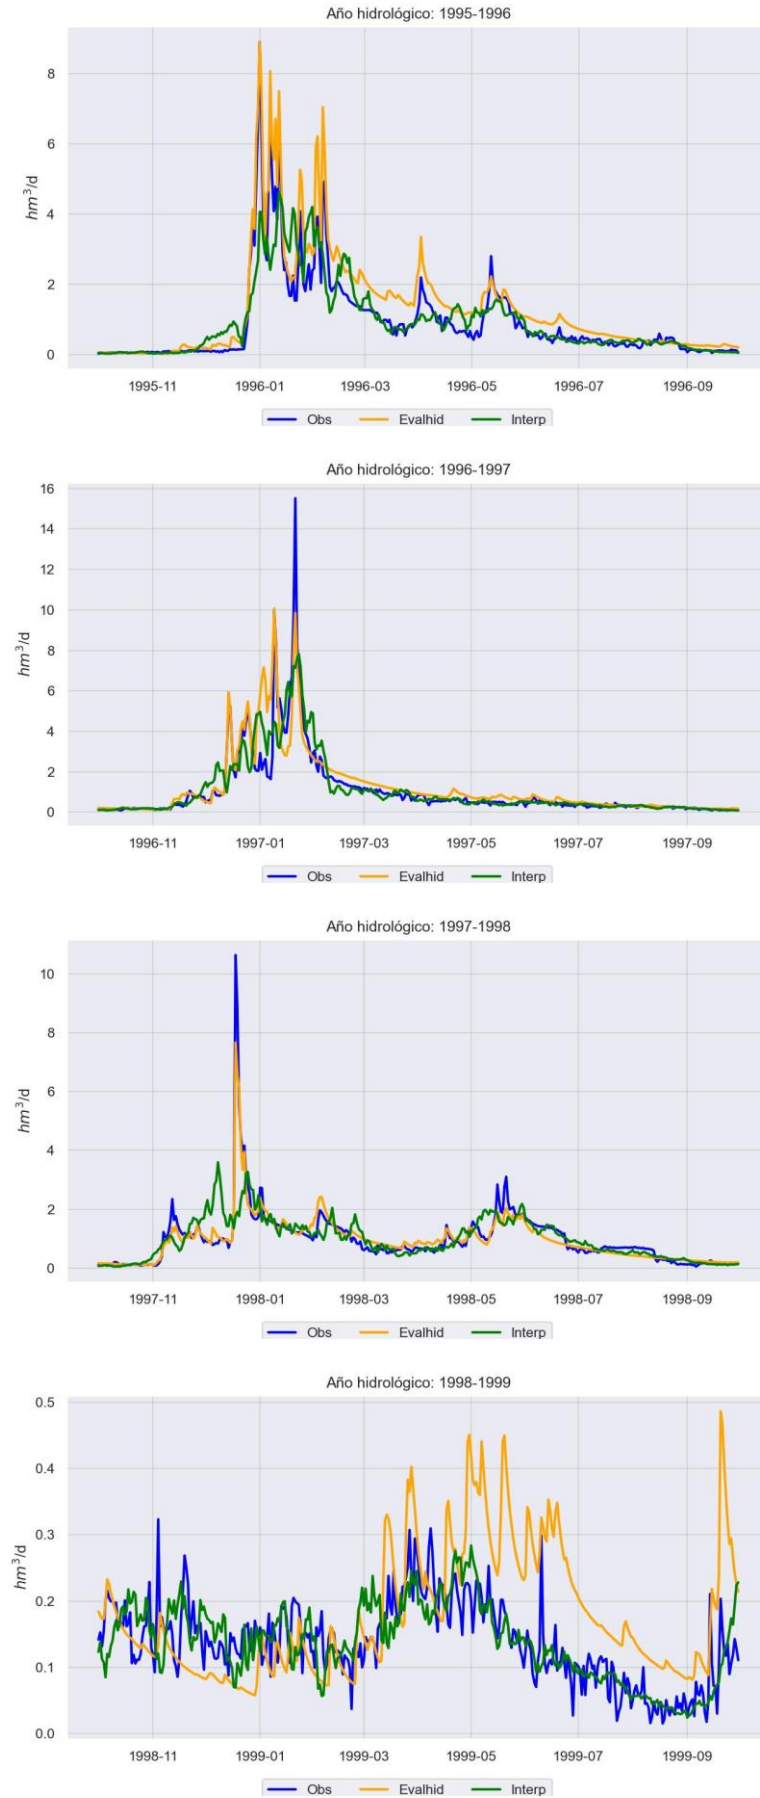 Año hidrológico: 1995-1996
8
6
4
2
0
hm³/d
1995-11 1996-01 1996-03 1996-05 1996-07 1996-09
Obs Evalhid Interp
Año hidrológico: 1996-1997
16
14
12
10
8
6
4
2
0
hm³/d
1996-11 1997-01 1997-03 1997-05 1997-07 1997-09
Obs Evalhid Interp
Año hidrológico: 1997-1998
10
8
6
4
2
0
hm³/d
1997-11 1998-01 1998-03 1998-05 1998-07 1998-09
Obs Evalhid Interp
Año hidrológico: 1998-1999
0.5
0.4
0.3
0.2
0.1
0.0
hm³/d
1998-11 1999-01 1999-03 1999-05 1999-07 1999-09
Obs Evalhid Interp